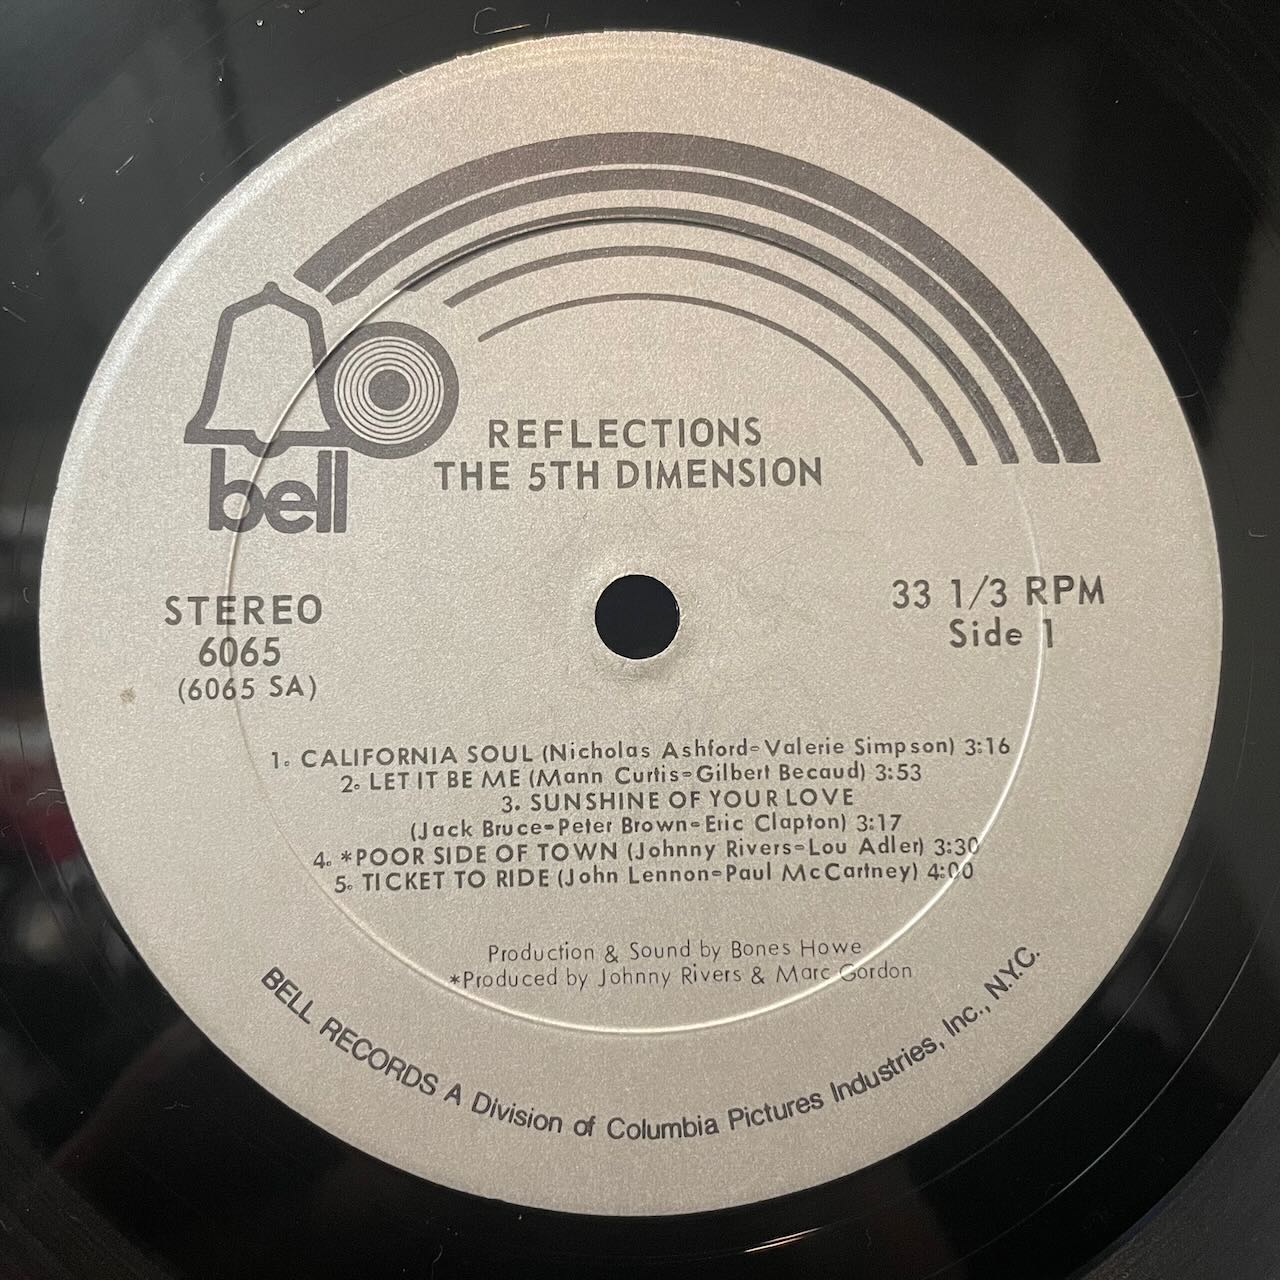 bell
REFLECTIONS
THE 5TH DIMENSION
STEREO
6065
(6065 SA)
33 1/3 RPM
Side 1
1. CALIFORNIA SOUL (Nicholas Ashford-Valerie Simpson) 3:16
2. LET IT BE ME (Mann Curtis-Gilbert Becaud) 3:53
3. SUNSHINE OF YOUR LOVE
(Jack Bruce-Peter Brown-Eric Clapton) 3:17
4. *POOR SIDE OF TOWN (Johnny Rivers-Lou Adler) 3:30
5. TICKET TO RIDE (John Lennon-Paul McCartney) 4:00
Production & Sound by Bones Howe
*Produced by Johnny Rivers & Marc Gordon
BELL RECORDS A Division of Columbia Pictures Industries, Inc., N.Y.C.